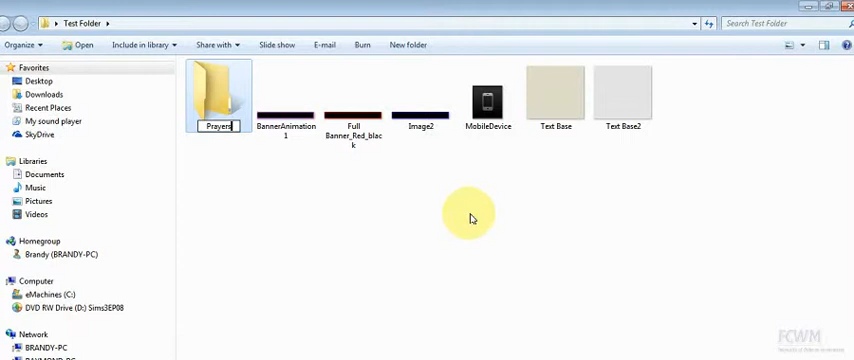 Test Folder
Search Test Folder
Organize
Open
Include in library
Share with
Slide show
E-mail
Burn
New folder
Favorites
Desktop
Downloads
Recent Places
My sound player
SkyDrive
Libraries
Documents
Music
Pictures
Videos
Homegroup
Brandy (BRANDY-PC)
Computer
eMachines (C:)
DVD RW Drive (D:) Sims3EP08
Network
BRANDY-PC
RAYMOND-PC
Prayers
BannerAnimation
1
Full
Banner_Red_blac
k
Image2
MobileDevice
Text Base
Text Base2
FCWM